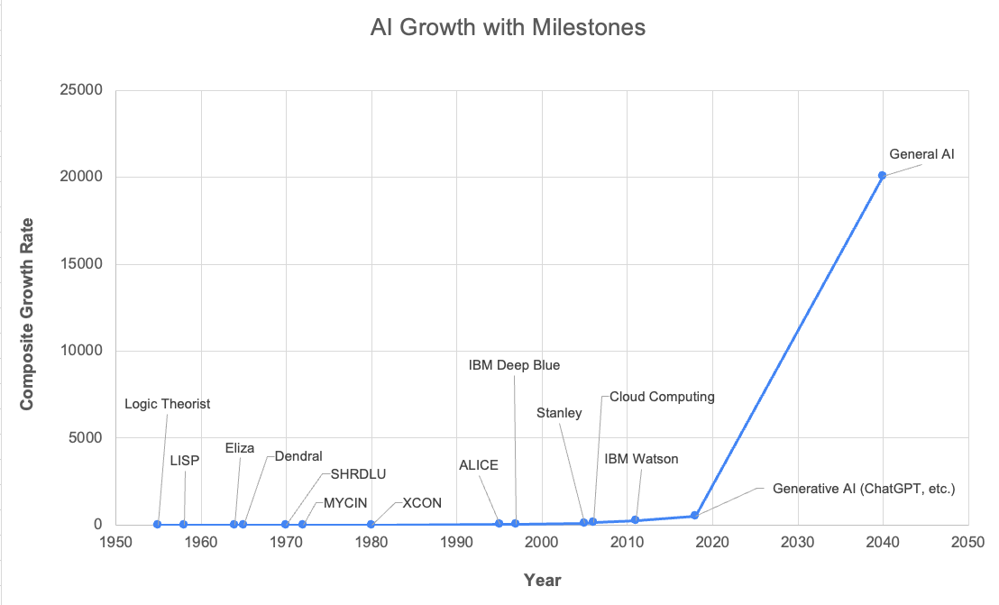 AI Growth with Milestones
25000
20000
15000
10000
5000
0
Composite Growth Rate
General AI
IBM Deep Blue
Cloud Computing
Logic Theorist
Stanley
Eliza
Dendral
LISP
IBM Watson
ALICE
SHRDLU
Generative AI (ChatGPT, etc.)
MYCIN
XCON
1950 1960 1970 1980 1990 2000 2010 2020 2030 2040 2050
Year